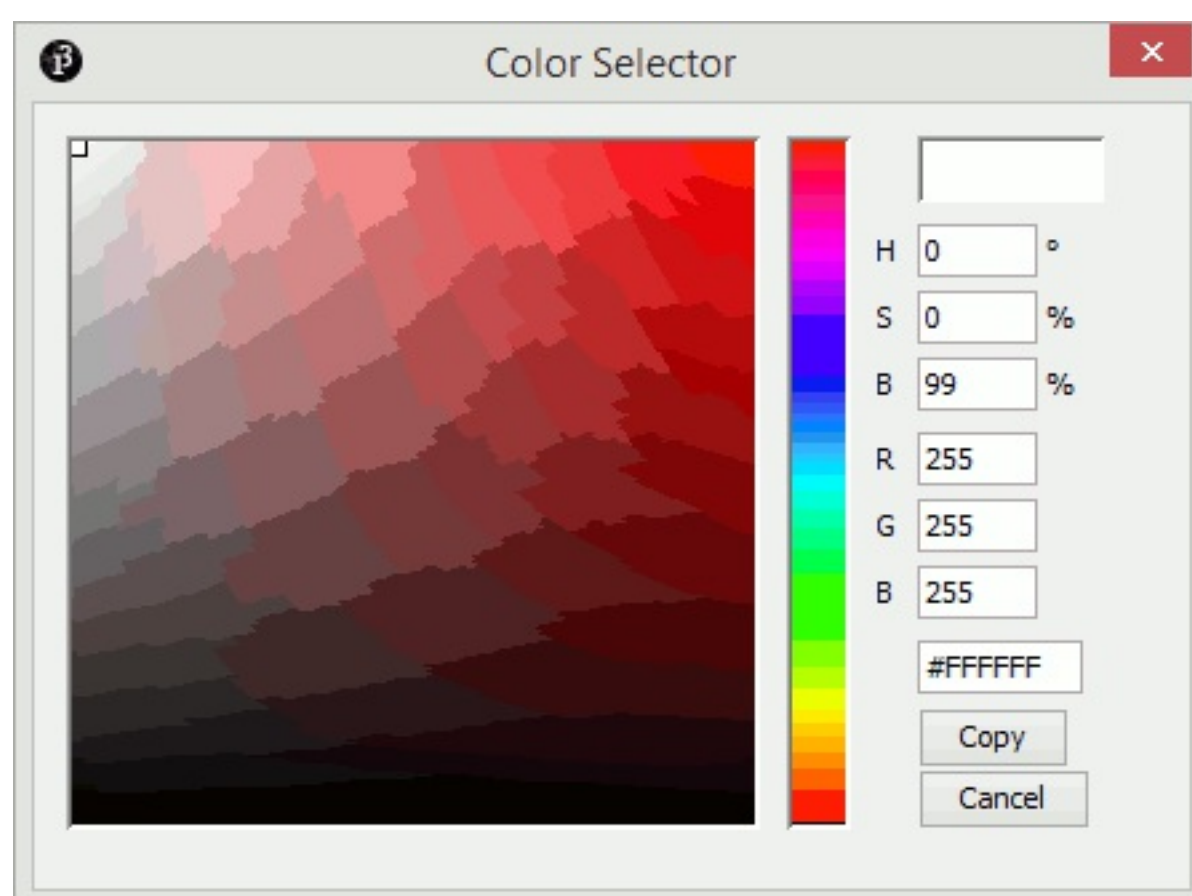 Color Selector
H 0 °
S 0 %
B 99 %
R 255
G 255
B 255
#FFFFFF
Copy
Cancel